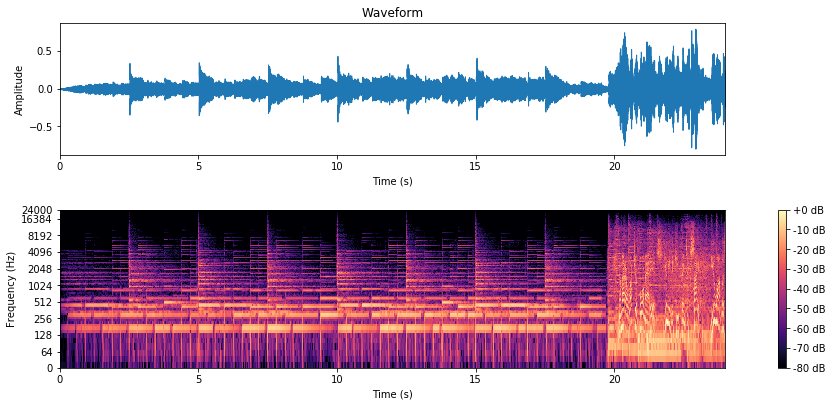 Waveform
0.5
0.0
−0.5
Amplitude
0 5 10 15 20
Time (s)
24000
16384
8192
4096
2048
1024
512
256
128
64
0
Frequency (Hz)
0 5 10 15 20
Time (s)
+0 dB
-10 dB
-20 dB
-30 dB
-40 dB
-50 dB
-60 dB
-70 dB
-80 dB